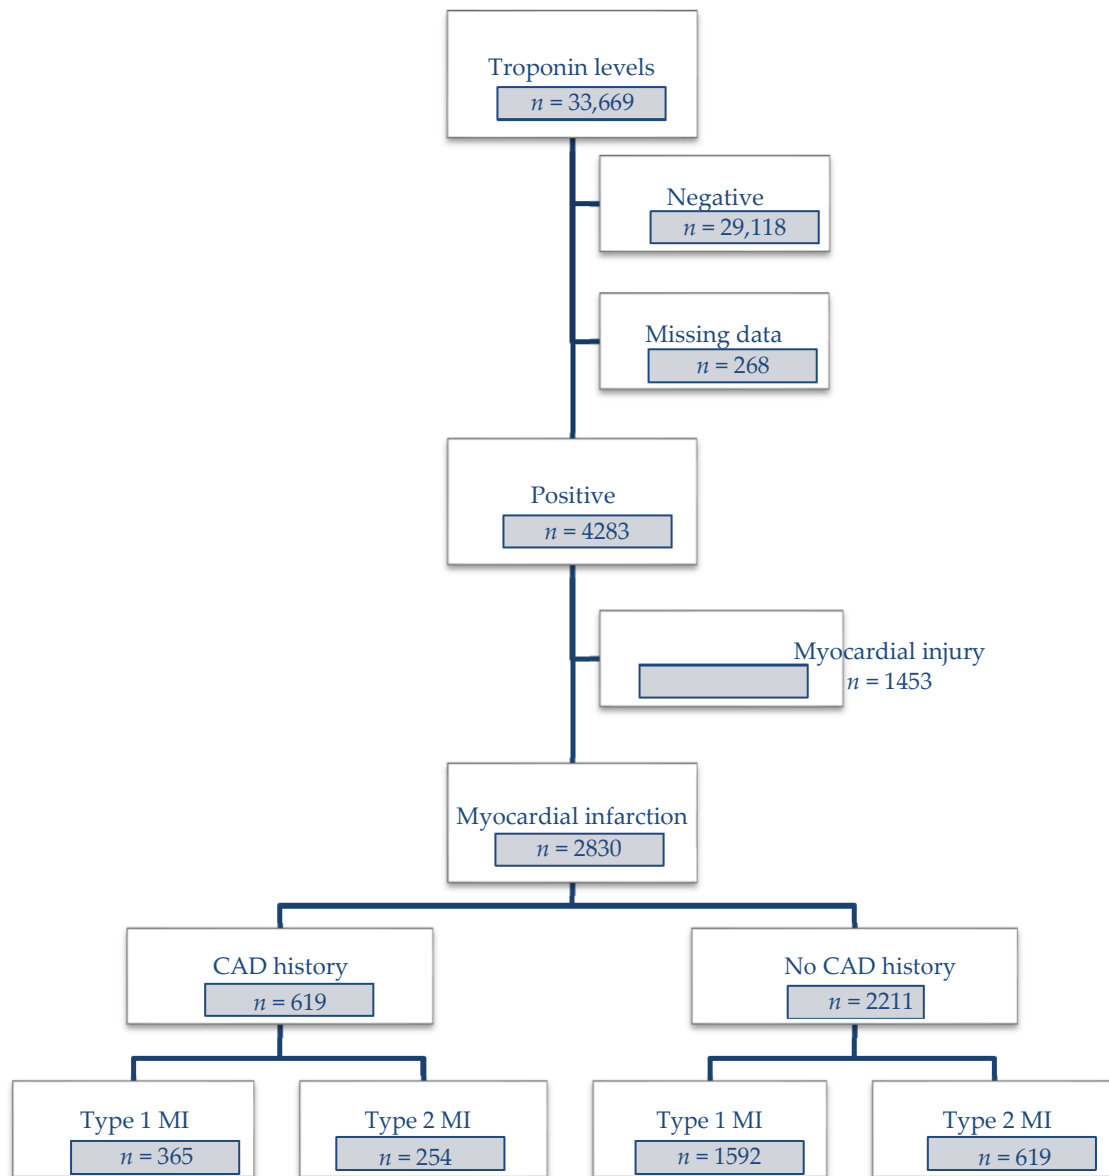 Troponin levels
n = 33,669
Negative
n = 29,118
Missing data
n = 268
Positive
n = 4283
Myocardial injury
n = 1453
Myocardial infarction
n = 2830
CAD history
n = 619
No CAD history
n = 2211
Type 1 MI
n = 365
Type 2 MI
n = 254
Type 1 MI
n = 1592
Type 2 MI
n = 619